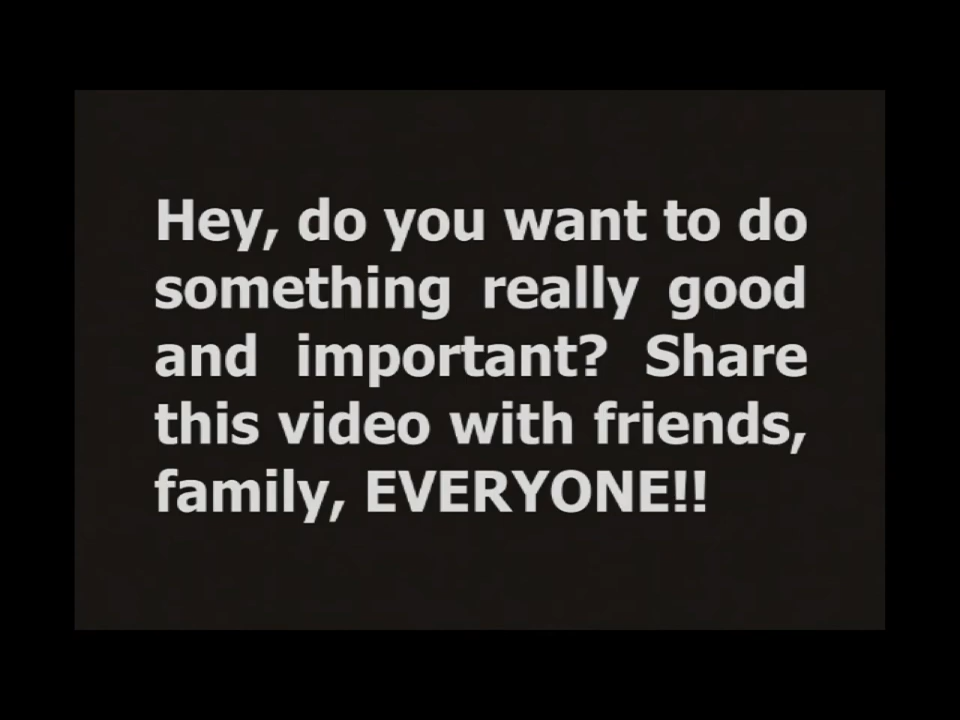 Hey, do you want to do
something really good
and important? Share
this video with friends,
family, EVERYONE!!